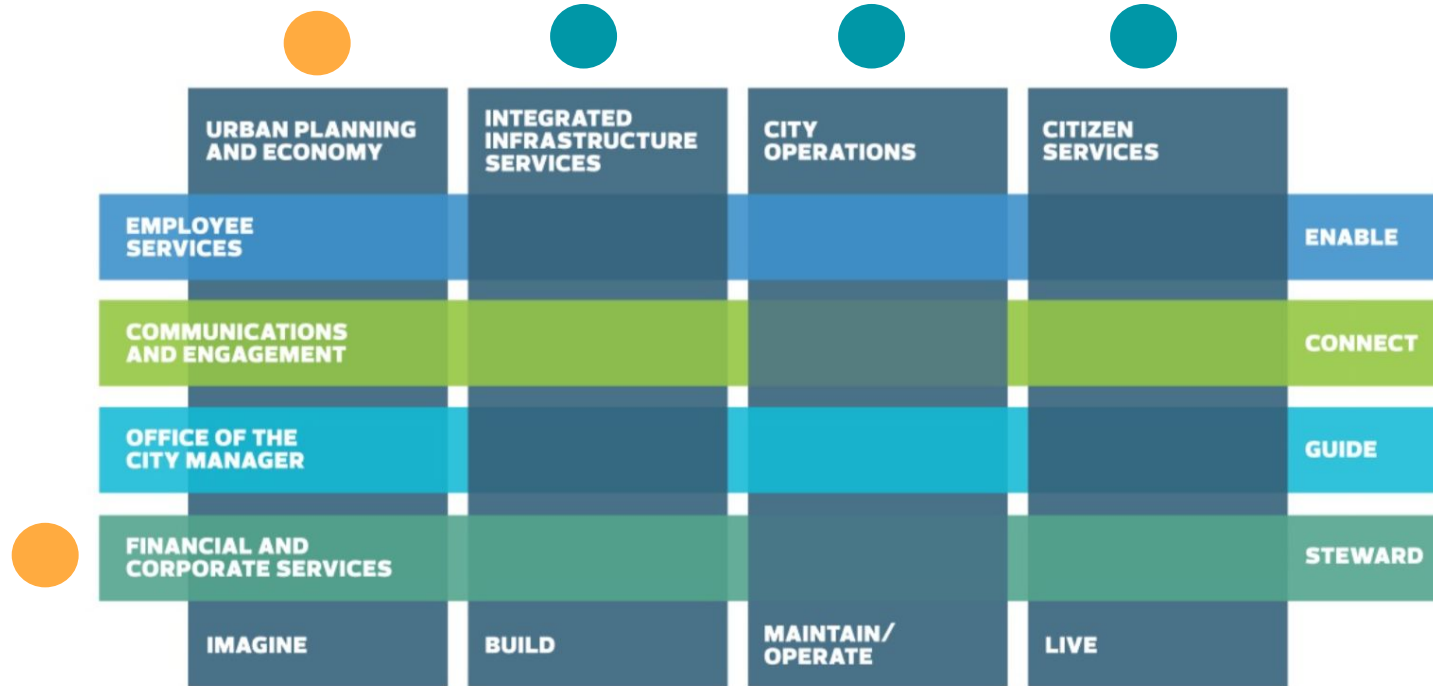 URBAN PLANNING
AND ECONOMY
INTEGRATED
INFRASTRUCTURE
SERVICES
CITY
OPERATIONS
CITIZEN
SERVICES
EMPLOYEE
SERVICES
ENABLE
COMMUNICATIONS
AND ENGAGEMENT
CONNECT
OFFICE OF THE
CITY MANAGER
GUIDE
FINANCIAL AND
CORPORATE SERVICES
STEWARD
IMAGINE
BUILD
MAINTAIN/
OPERATE
LIVE